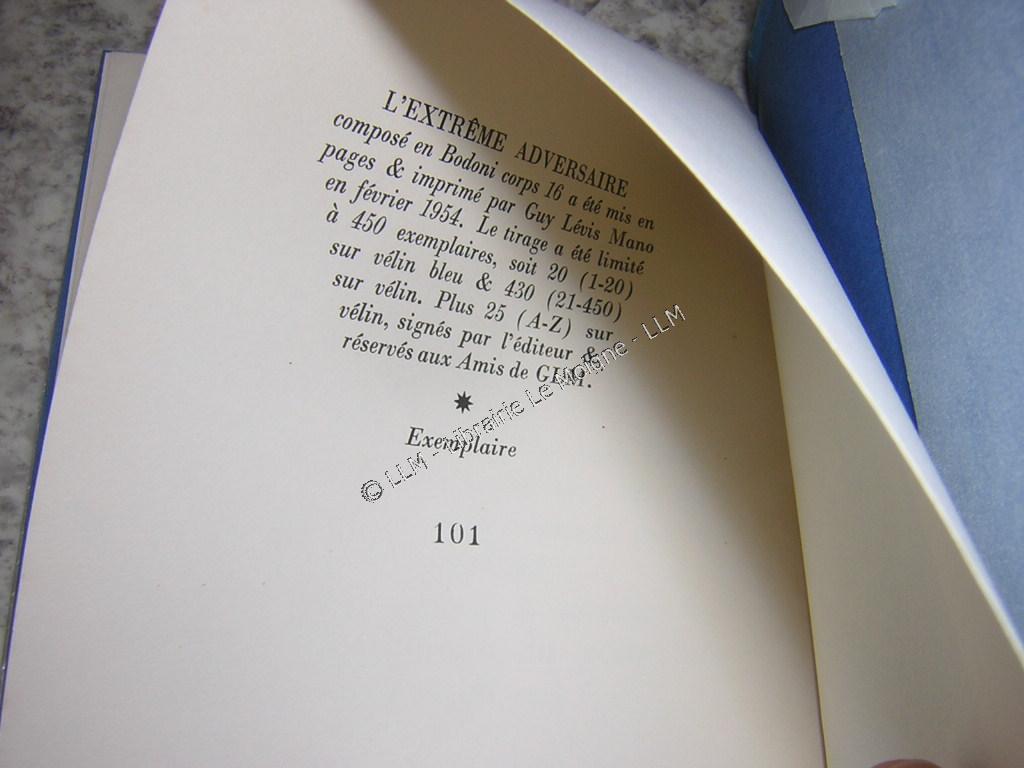 L'EXTRÊME ADVERSAIRE
composé en Bodoni corps 16 a été mis en
pages & imprimé par Guy Lévis Mano
en février 1954. Le tirage a été limité
à 450 exemplaires, soit 20 (1-20)
sur vélin bleu & 430 (21-450)
sur vélin. Plus 25 (A-Z) sur
vélin, signés par l'éditeur &
réservés aux Amis de GLM.
Exemplaire
101
© LLM - Librairie Le Moigne - LLM